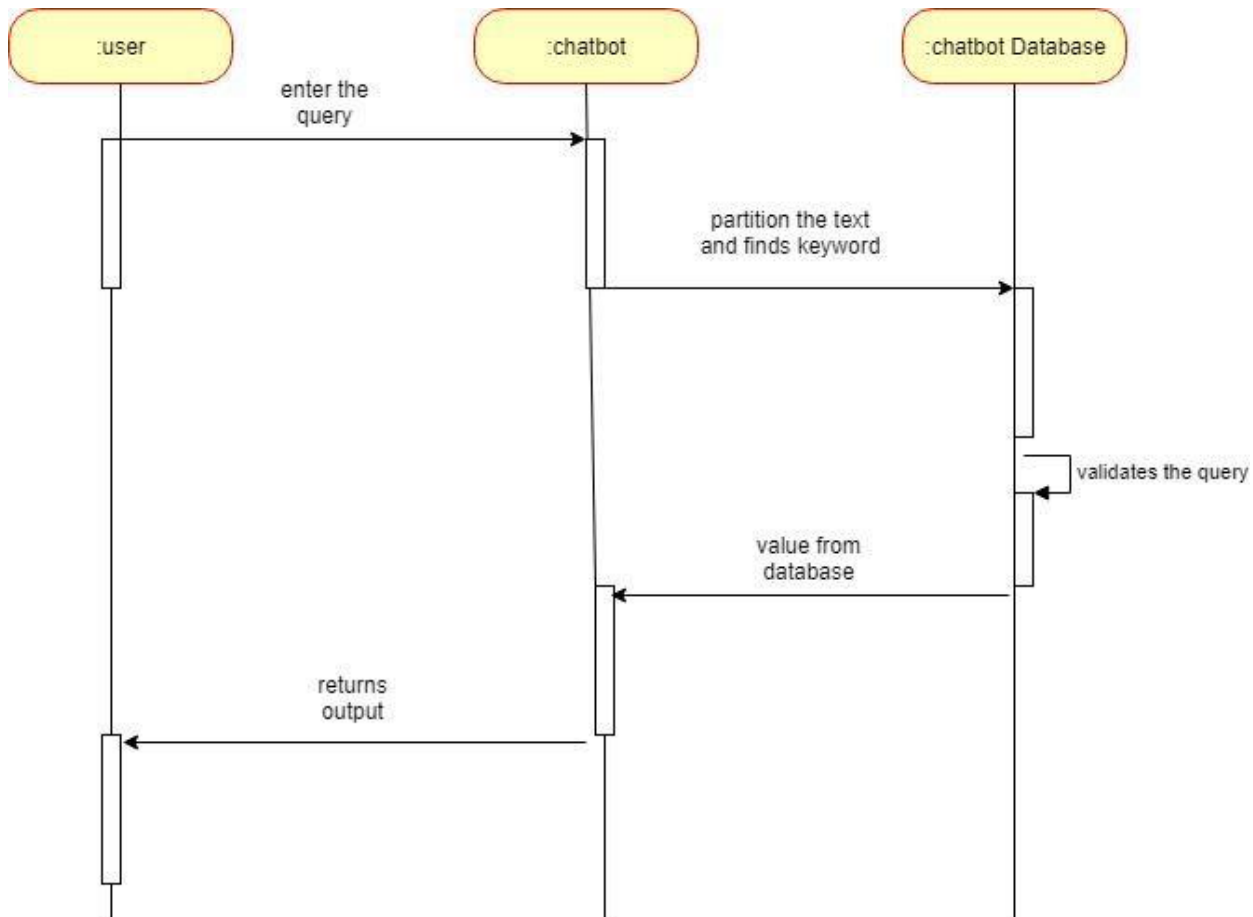 :user
:chatbot
:chatbot Database
enter the
query
partition the text
and finds keyword
validates the query
value from
database
returns
output